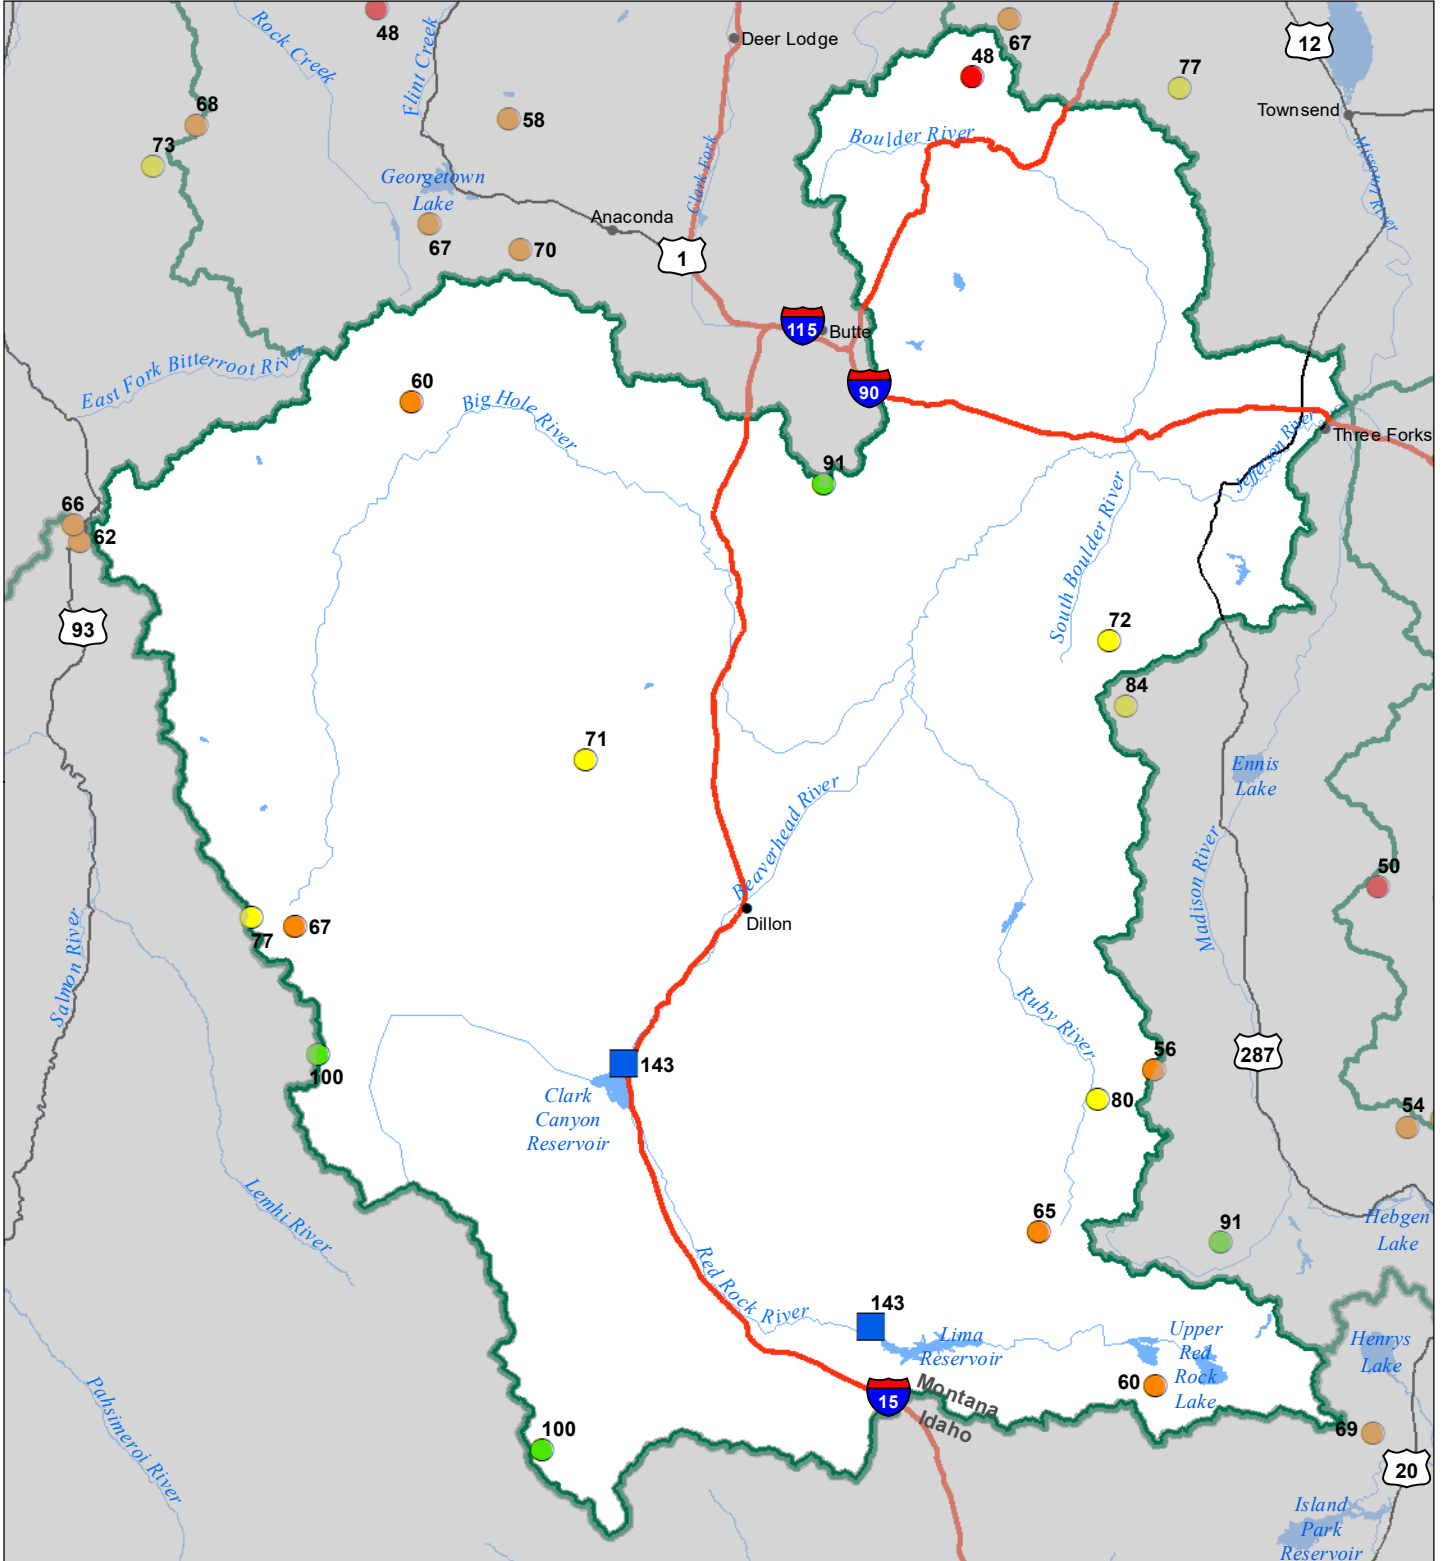 48
Rock Creek
Flint Creek
Deer Lodge
67
48
12
77
Townsend
68
58
73
Boulder River
Missouri River
Clark Fork
Georgetown
Lake
67
70
Anaconda
1
115
Butte
East Fork Bitterroot River
60
Big Hole River
90
Three Forks
Jefferson River
91
66
62
South Boulder River
93
72
84
71
Ennis
Lake
Beaverhead River
Madison River
50
Dillon
77
67
Salmon River
Ruby River
287
100
143
56
80
Clark
Canyon
Reservoir
54
Lemhi River
65
91
Hebgen
Lake
Red Rock River
143
Lima
Reservoir
Upper
Red
Rock
Lake
Henrys
Lake
60
15
Montana
Idaho
Pahsimeroi River
100
69
20
Island
Park
Reservoir